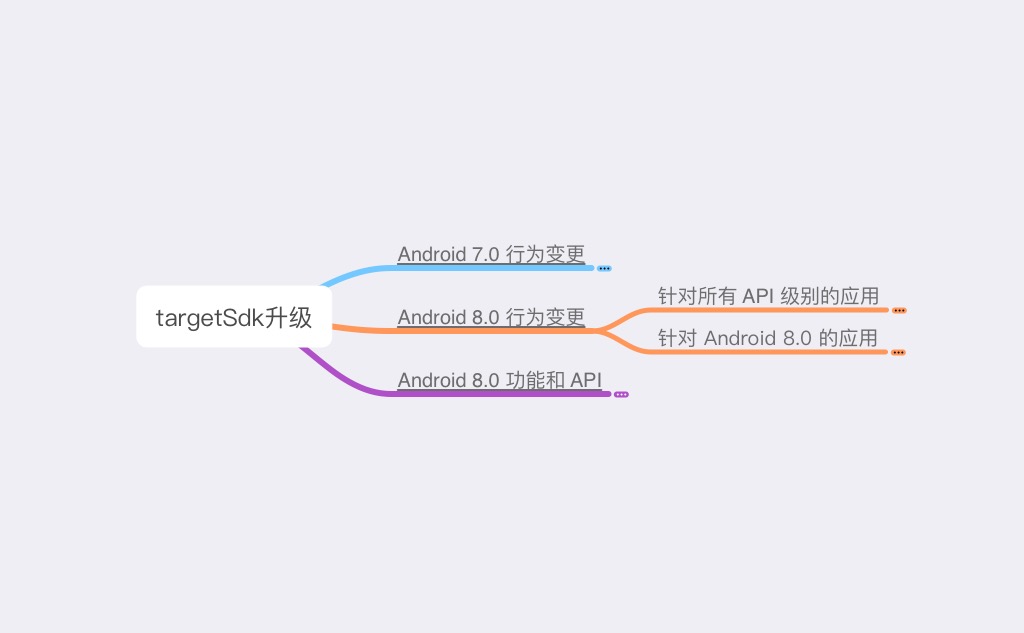 targetSdk升级
Android 7.0 行为变更
Android 8.0 行为变更
针对所有 API 级别的应用
针对 Android 8.0 的应用
Android 8.0 功能和 API